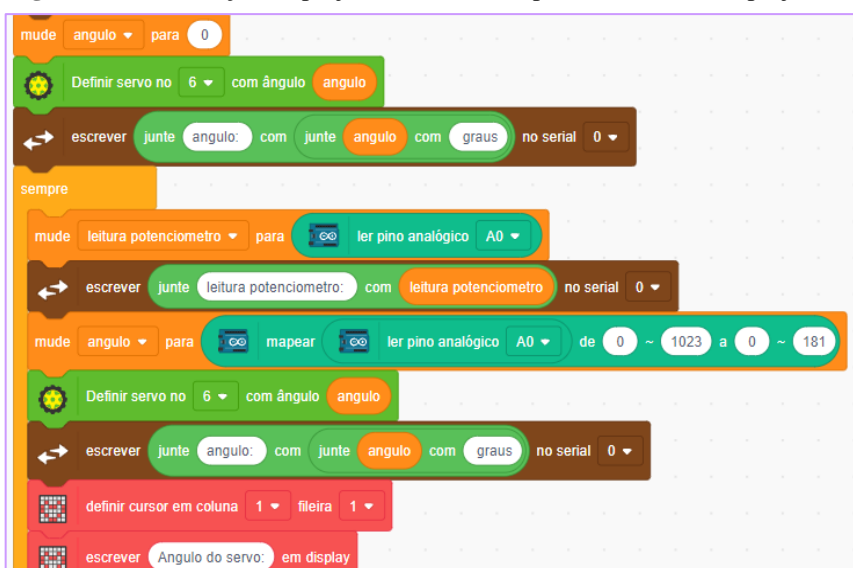 mude angulo para 0
Definir servo no 6 com ângulo angulo
escrever junte angulo: com junte angulo com graus no serial 0
sempre
mude leitura potenciometro para ler pino analógico A0
escrever junte leitura potenciometro: com leitura potenciometro no serial 0
mude angulo para mapear ler pino analógico A0 de 0 ~ 1023 a 0 ~ 181
Definir servo no 6 com ângulo angulo
escrever junte angulo: com junte angulo com graus no serial 0
definir cursor em coluna 1 fileira 1
escrever Angulo do servo: em display